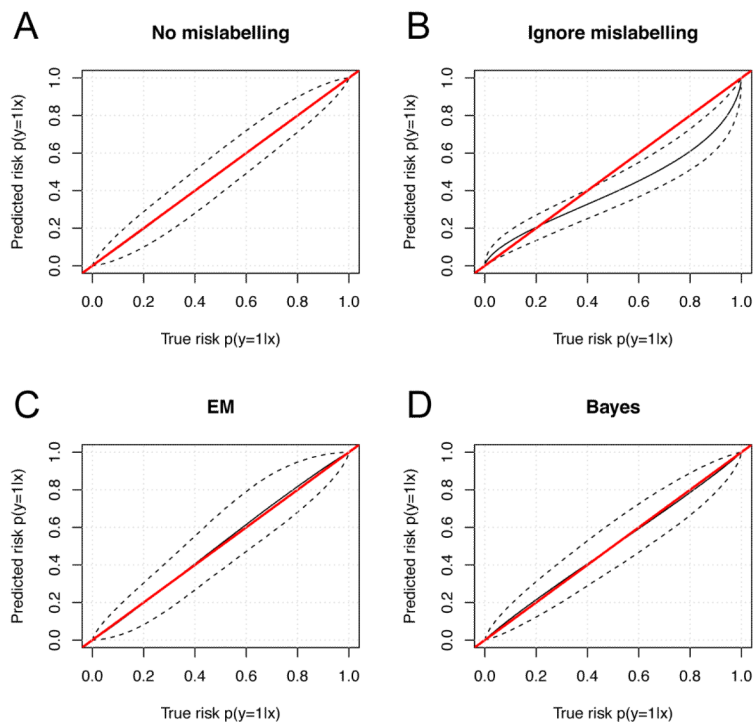 A
No mislabelling
Predicted risk p(y=1|x)
1.0
0.8
0.6
0.4
0.2
0.0
0.0 0.2 0.4 0.6 0.8 1.0
True risk p(y=1|x)
B
Ignore mislabelling
Predicted risk p(y=1|x)
1.0
0.8
0.6
0.4
0.2
0.0
0.0 0.2 0.4 0.6 0.8 1.0
True risk p(y=1|x)
C
EM
Predicted risk p(y=1|x)
1.0
0.8
0.6
0.4
0.2
0.0
0.0 0.2 0.4 0.6 0.8 1.0
True risk p(y=1|x)
D
Bayes
Predicted risk p(y=1|x)
1.0
0.8
0.6
0.4
0.2
0.0
0.0 0.2 0.4 0.6 0.8 1.0
True risk p(y=1|x)